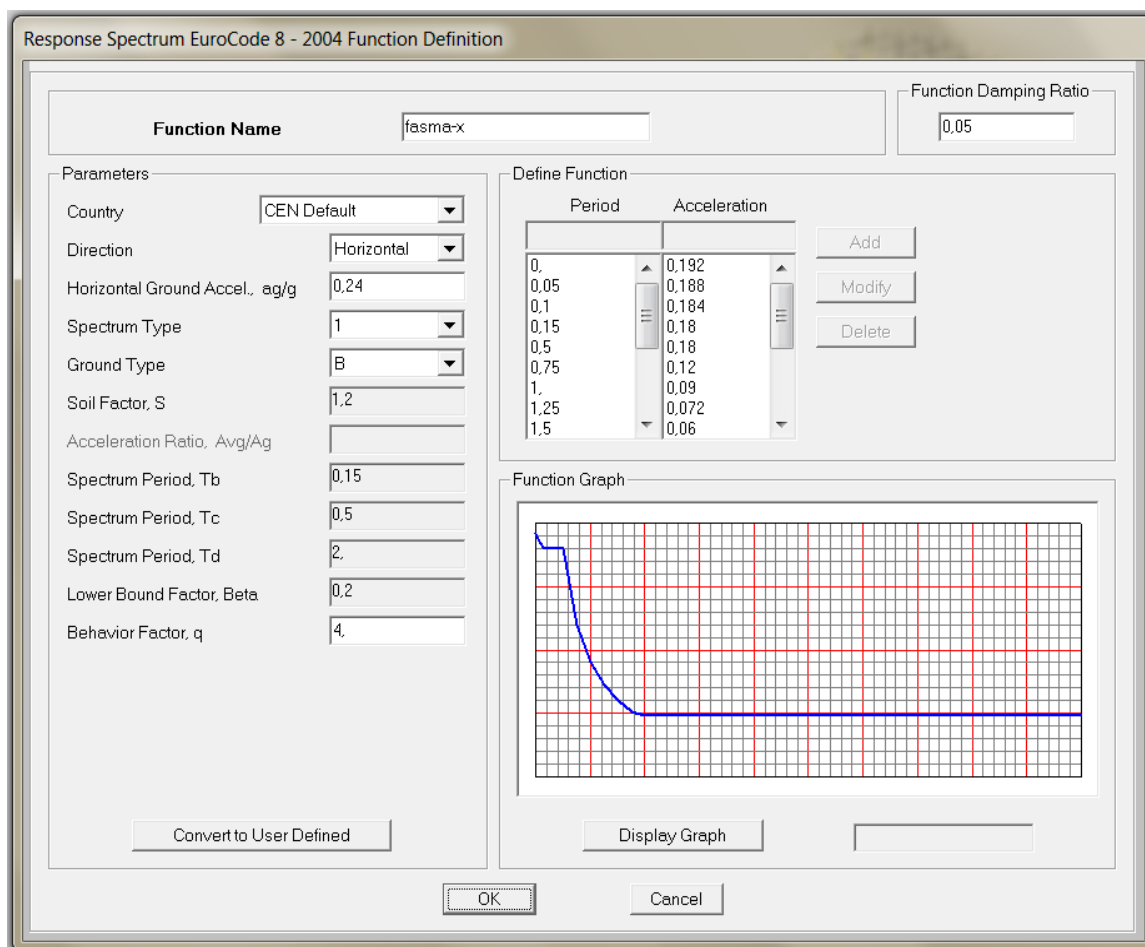 Response Spectrum EuroCode 8 - 2004 Function Definition
Function Name
fasma-x
Function Damping Ratio
0,05
Parameters
Country
CEN Default
Direction
Horizontal
Horizontal Ground Accel., ag/g
0,24
Spectrum Type
1
Ground Type
B
Soil Factor, S
1,2
Acceleration Ratio, Avg/Ag
Spectrum Period, Tb
0,15
Spectrum Period, Tc
0,5
Spectrum Period, Td
2,
Lower Bound Factor, Beta
0,2
Behavior Factor, q
4,
Convert to User Defined
Define Function
Period Acceleration
0, 0,192
0,05 0,188
0,1 0,184
0,15 0,18
0,5 0,18
0,75 0,12
1, 0,09
1,25 0,072
1,5 0,06
Add
Modify
Delete
Function Graph
Display Graph
OK
Cancel